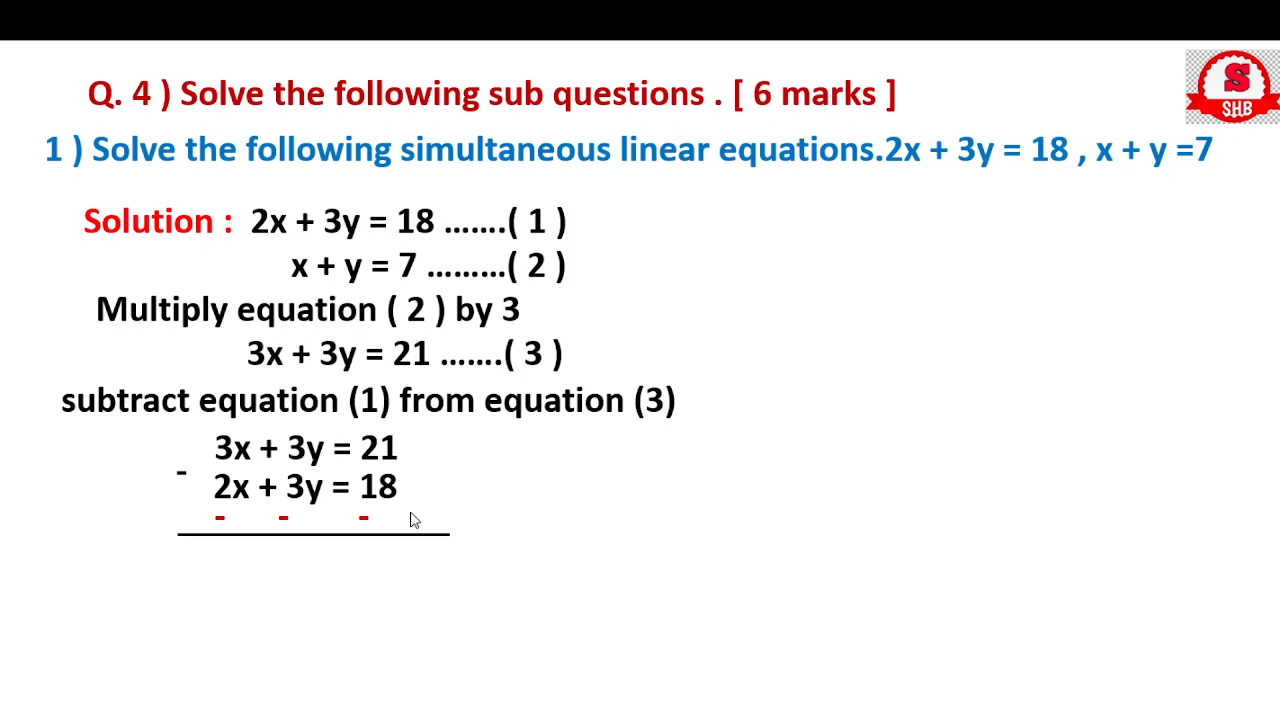 Q. 4 ) Solve the following sub questions . [ 6 marks ]
S
SHB
1 ) Solve the following simultaneous linear equations.2x + 3y = 18 , x + y =7
Solution : 2x + 3y = 18 …….( 1 )
x + y = 7 ………( 2 )
Multiply equation ( 2 ) by 3
3x + 3y = 21 …….( 3 )
subtract equation (1) from equation (3)
3x + 3y = 21
-
2x + 3y = 18
- - -